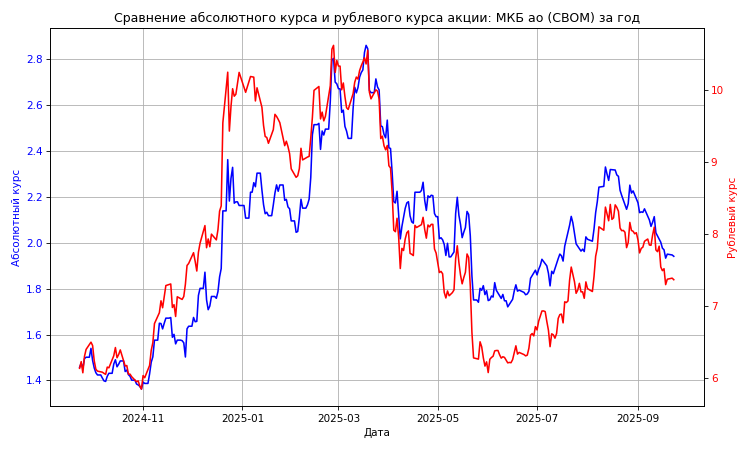 Сравнение абсолютного курса и рублевого курса акции: МКБ ао (CBOM) за год
2.8
2.6
2.4
2.2
2.0
1.8
1.6
1.4
Абсолютный курс
10
9
8
7
6
Рублевый курс
2024-11 2025-01 2025-03 2025-05 2025-07 2025-09
Дата